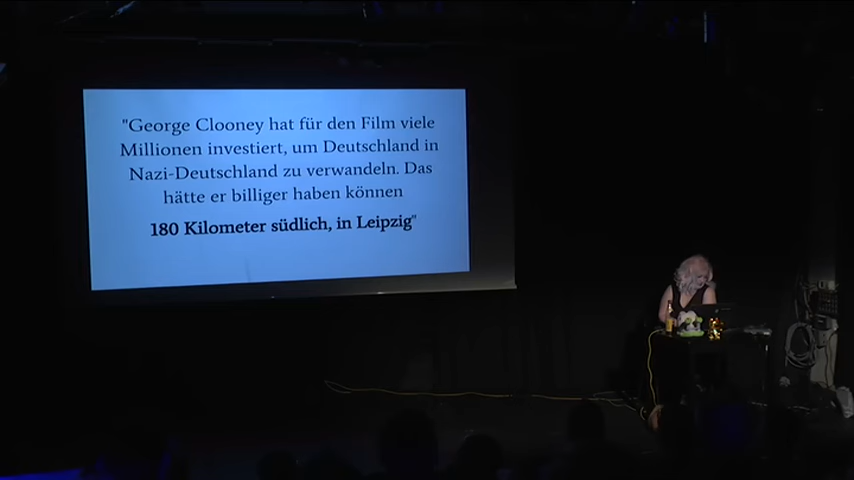 "George Clooney hat für den Film viele
Millionen investiert, um Deutschland in
Nazi-Deutschland zu verwandeln. Das
hätte er billiger haben können
180 Kilometer südlich, in Leipzig"